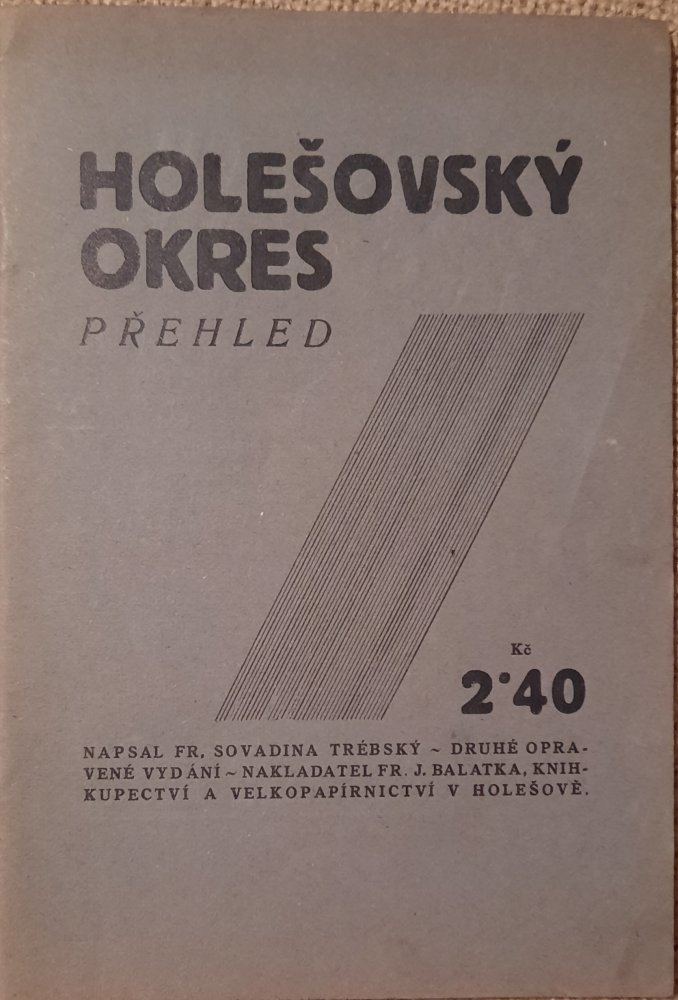 HOLEŠOVSKÝ
OKRES
PŘEHLED
Kč
2·40
NAPSAL FR. SOVADINA TRÉBSKÝ ~ DRUHÉ OPRA-
VENÉ VYDÁNÍ ~ NAKLADATEL FR. J. BALATKA, KNIH-
KUPECTVÍ A VELKOPAPÍRNICTVÍ V HOLEŠOVĚ.